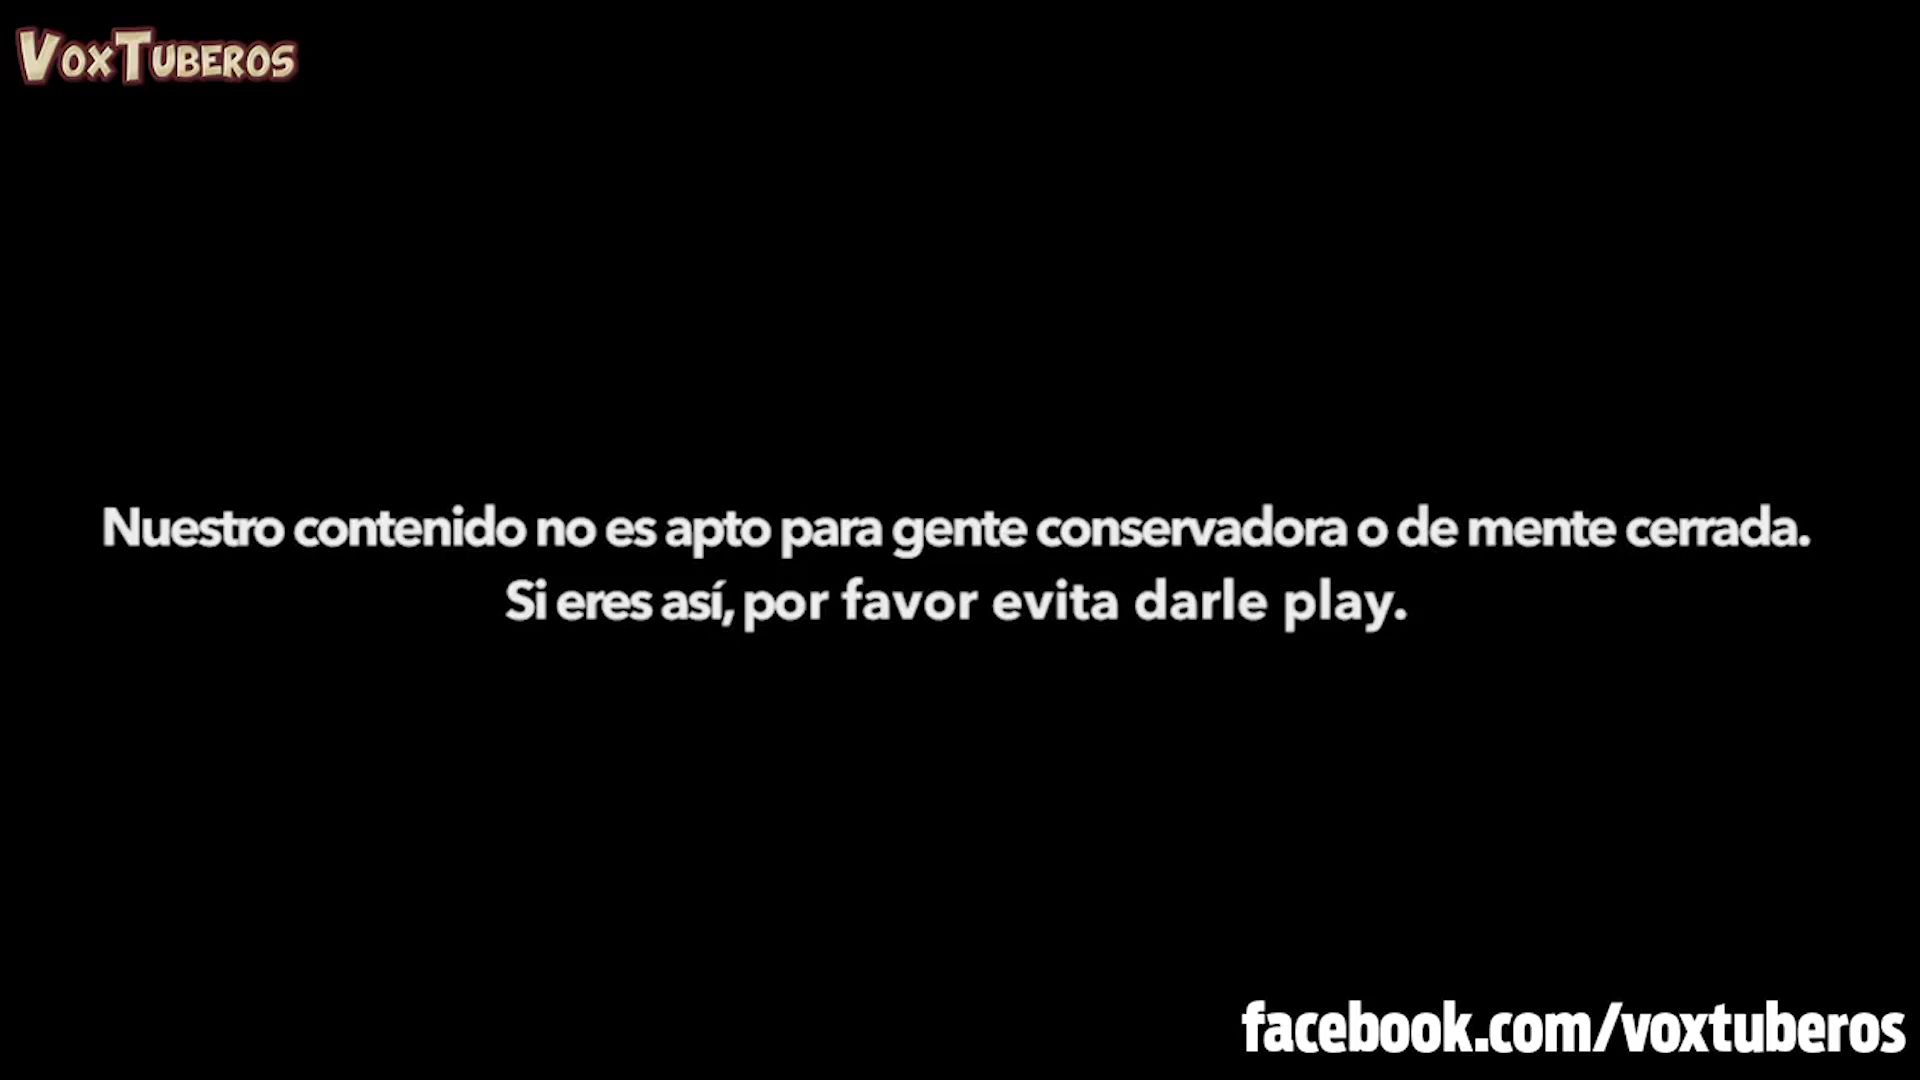 VOXTUBEROS
Nuestro contenido no es apto para gente conservadora o de mente cerrada.
Si eres así, por favor evita darle play.
facebook.com/voxtuberos